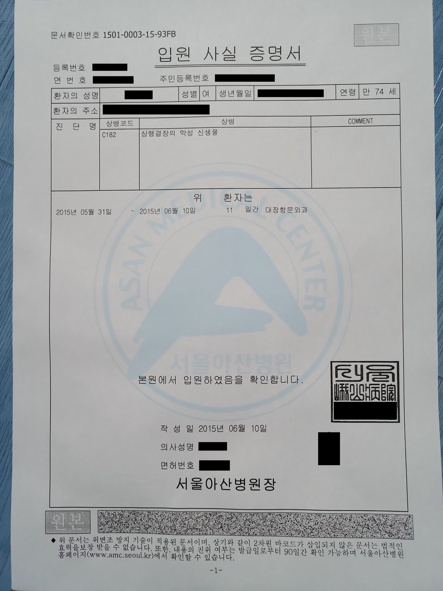 문서확인번호 1501-0003-15-93FB
원본
입원 사실 증명서
등록번호
연 번 호 주민등록번호
환자의 성명 성별 여 생년월일 연령 만 74 세
환자의 주소
진 단 명 상병코드 상병 COMMENT
C182 상행결장의 악성 신생물
위 환자는
2015년 05월 31일 - 2015년 06월 10일 11 일간 대장항문외과
ASAN MEDICAL CENTER
서울아산병원
본원에서 입원하였음을 확인합니다.
작 성 일 2015년 06월 10일
의사성명
면허번호
서울아산병원장
원본
◆ 위 문서는 위변조 방지 기술이 적용된 문서이며, 상기와 같이 2차원 바코드가 삽입되지 않은 문서는 법적인
효력을보장 받을 수 없습니다. 또한, 내용의 진위 여부는 발급일로부터 90일간 확인 가능하며 서울아산병원
홈페이지(www.amc.seoul.kr)에서 확인할 수 있습니다.
-1-